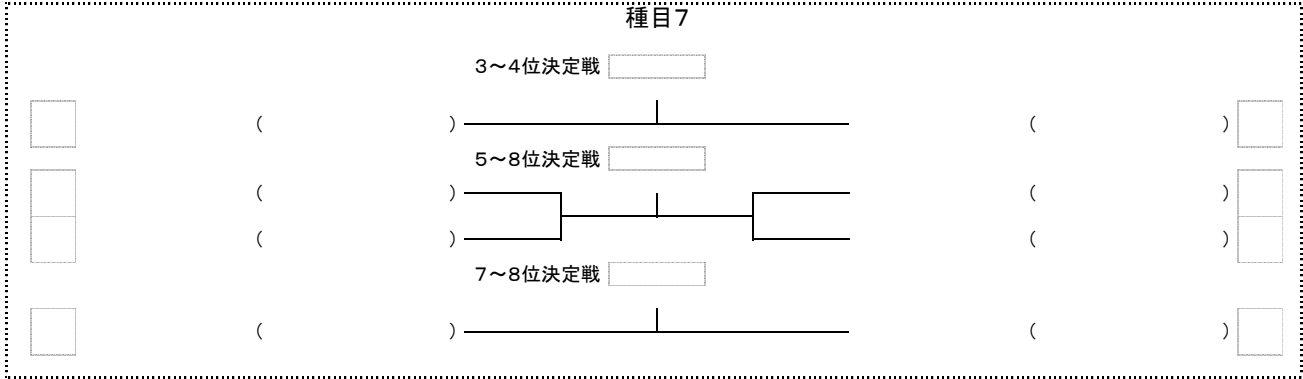 種目7
3～4位決定戦
( ) ( )
5～8位決定戦
( ) ( )
( ) ( )
7～8位決定戦
( ) ( )